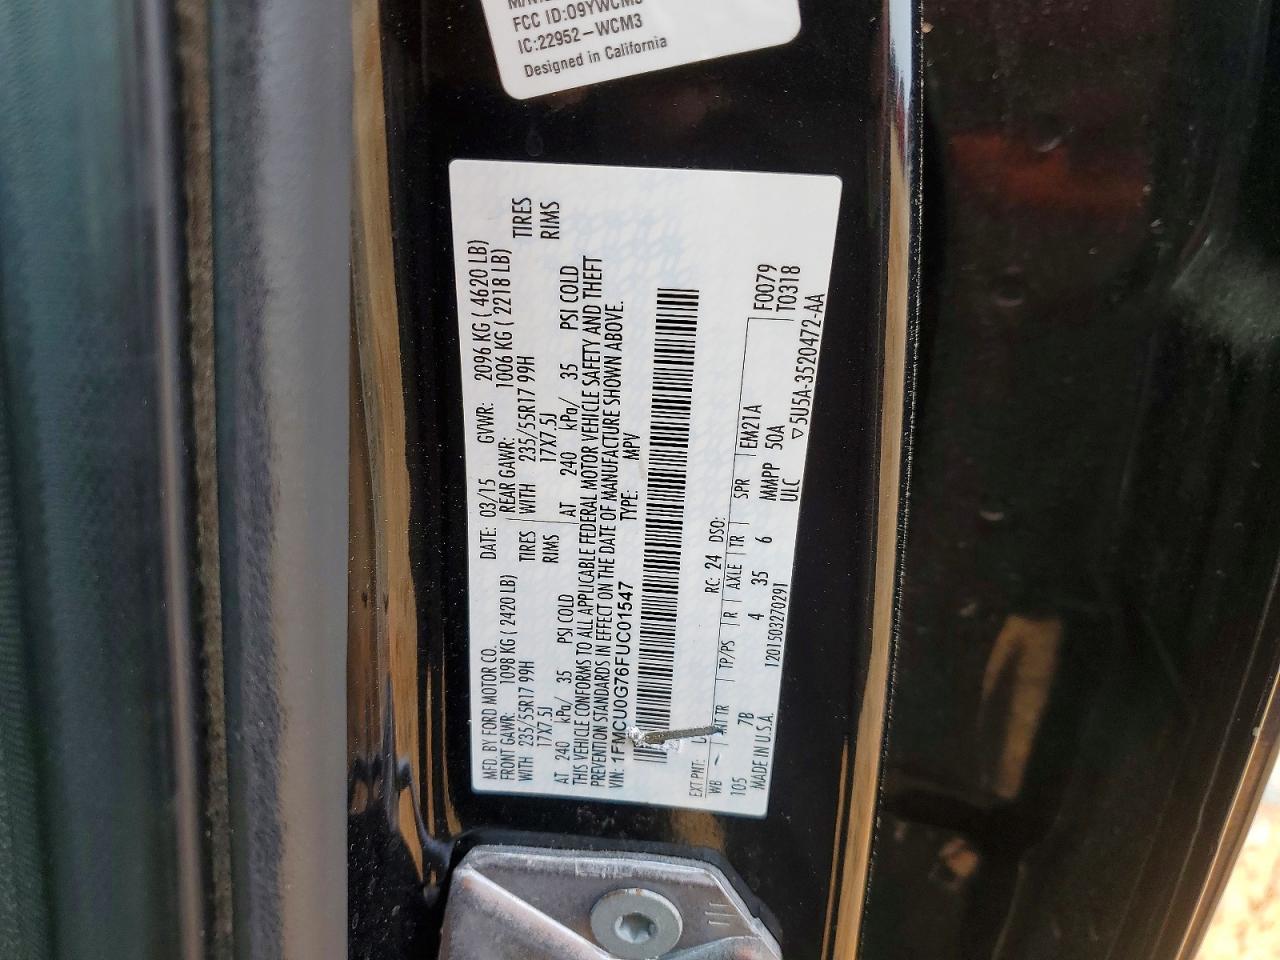 FCC ID:O9YWCM3
IC:22952-WCM3
Designed in California
MFD. BY FORD MOTOR CO.
DATE: 03/15 GVWR: 2096 KG ( 4620 LB)
FRONT GAWR: 1098 KG ( 2420 LB) REAR GAWR: 1006 KG ( 2218 LB)
WITH 235/55R17 99H TIRES WITH 235/55R17 99H TIRES
17X7.5J RIMS 17X7.5J RIMS
AT 240 kPa/ 35 PSI COLD AT 240 kPa/ 35 PSI COLD
THIS VEHICLE CONFORMS TO ALL APPLICABLE FEDERAL MOTOR VEHICLE SAFETY AND THEFT
PREVENTION STANDARDS IN EFFECT ON THE DATE OF MANUFACTURE SHOWN ABOVE.
VIN: 1FMCU0G76FUC01547 TYPE: MPV
EXT PNT: RC: 24 DSO: F0079
WB INT TR TP/PS R AXLE TR SPR EM21A T0318
105 7B 4 35 6 MMPP 50A
MADE IN U.S.A. 120150327029I ULC ▽5U5A-3520472-AA